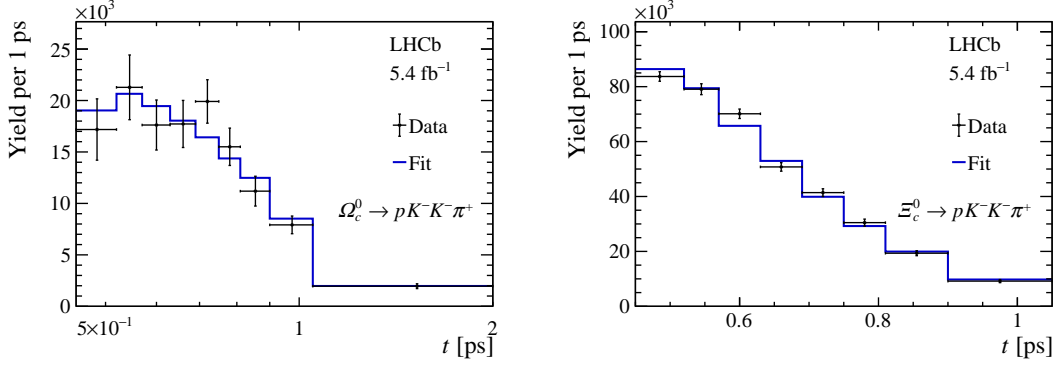 ×10³
Yield per 1 ps
25
20
15
10
5
0
LHCb
5.4 fb⁻¹
Data
Fit
Ω_c^0 → pK⁻K⁻π⁺
5×10⁻¹
1
2
t [ps]
×10³
Yield per 1 ps
100
80
60
40
20
0
LHCb
5.4 fb⁻¹
Data
Fit
Ξ_c^0 → pK⁻K⁻π⁺
0.6
0.8
1
t [ps]